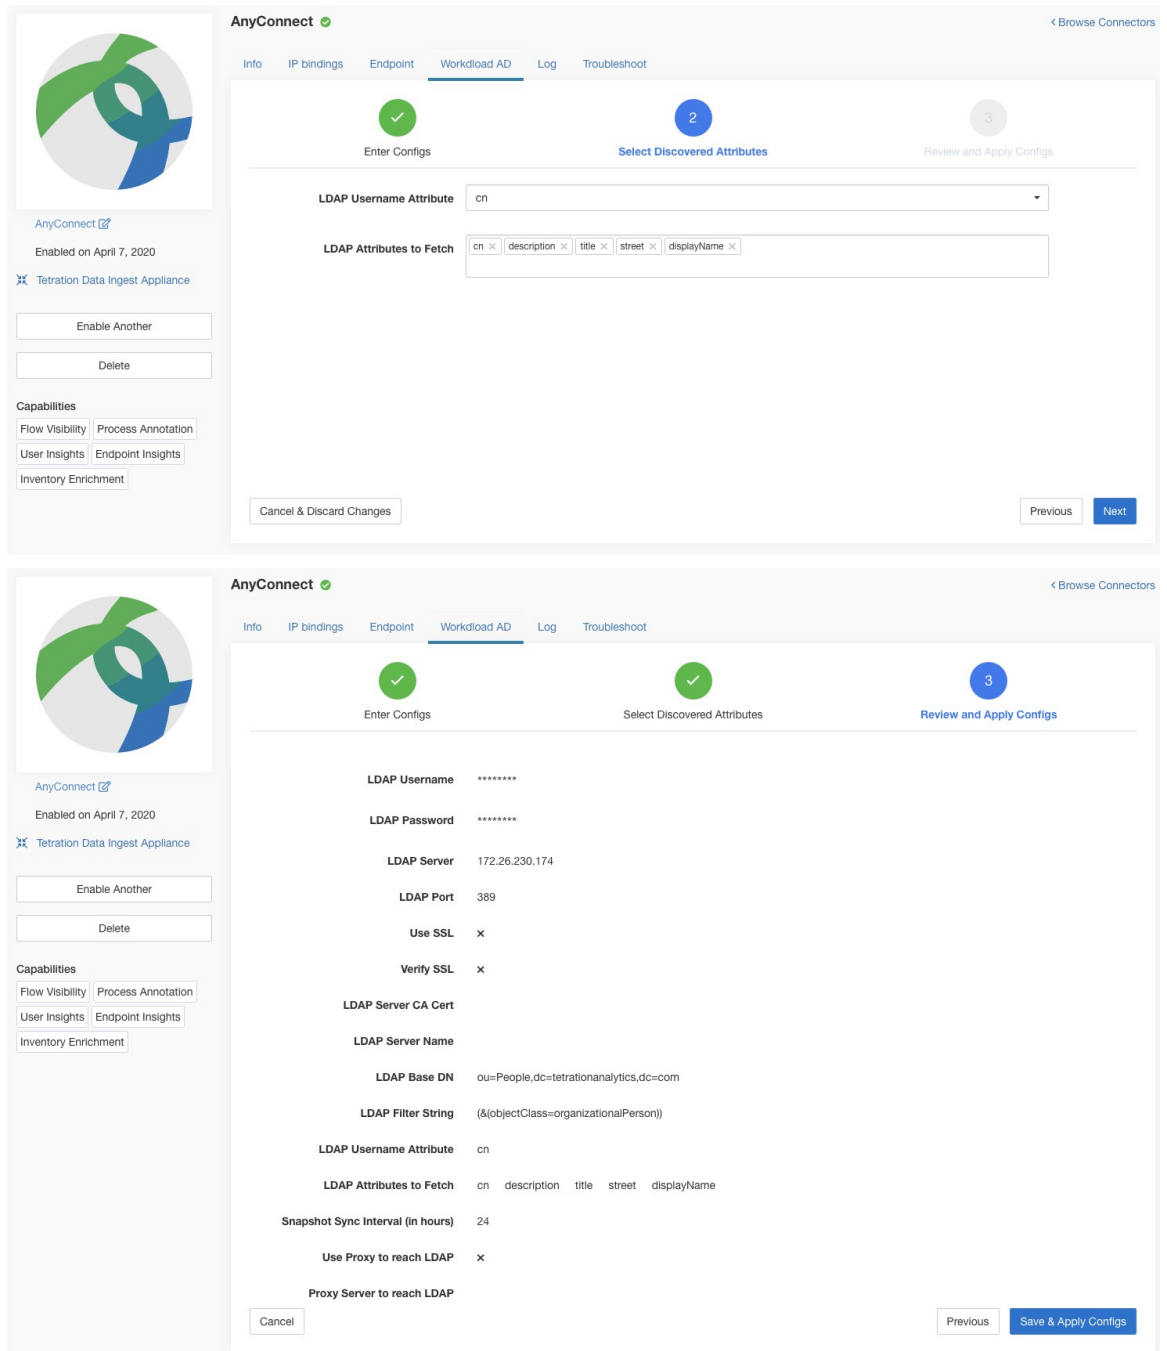 AnyConnect
< Browse Connectors
Info IP bindings Endpoint Workdload AD Log Troubleshoot
2
3
Enter Configs
Select Discovered Attributes
Review and Apply Configs
LDAP Username Attribute cn
LDAP Attributes to Fetch cn × description × title × street × displayName ×
AnyConnect
Enabled on April 7, 2020
Tetration Data Ingest Appliance
Enable Another
Delete
Capabilities
Flow Visibility Process Annotation
User Insights Endpoint Insights
Inventory Enrichment
Cancel & Discard Changes
Previous Next
AnyConnect
< Browse Connectors
Info IP bindings Endpoint Workdload AD Log Troubleshoot
3
Enter Configs
Select Discovered Attributes
Review and Apply Configs
AnyConnect
Enabled on April 7, 2020
Tetration Data Ingest Appliance
Enable Another
Delete
Capabilities
Flow Visibility Process Annotation
User Insights Endpoint Insights
Inventory Enrichment
LDAP Username ********
LDAP Password ********
LDAP Server 172.26.230.174
LDAP Port 389
Use SSL ×
Verify SSL ×
LDAP Server CA Cert
LDAP Server Name
LDAP Base DN ou=People,dc=tetrationanalytics,dc=com
LDAP Filter String (&(objectClass=organizationalPerson))
LDAP Username Attribute cn
LDAP Attributes to Fetch cn description title street displayName
Snapshot Sync Interval (in hours) 24
Use Proxy to reach LDAP ×
Proxy Server to reach LDAP
Cancel
Previous Save & Apply Configs